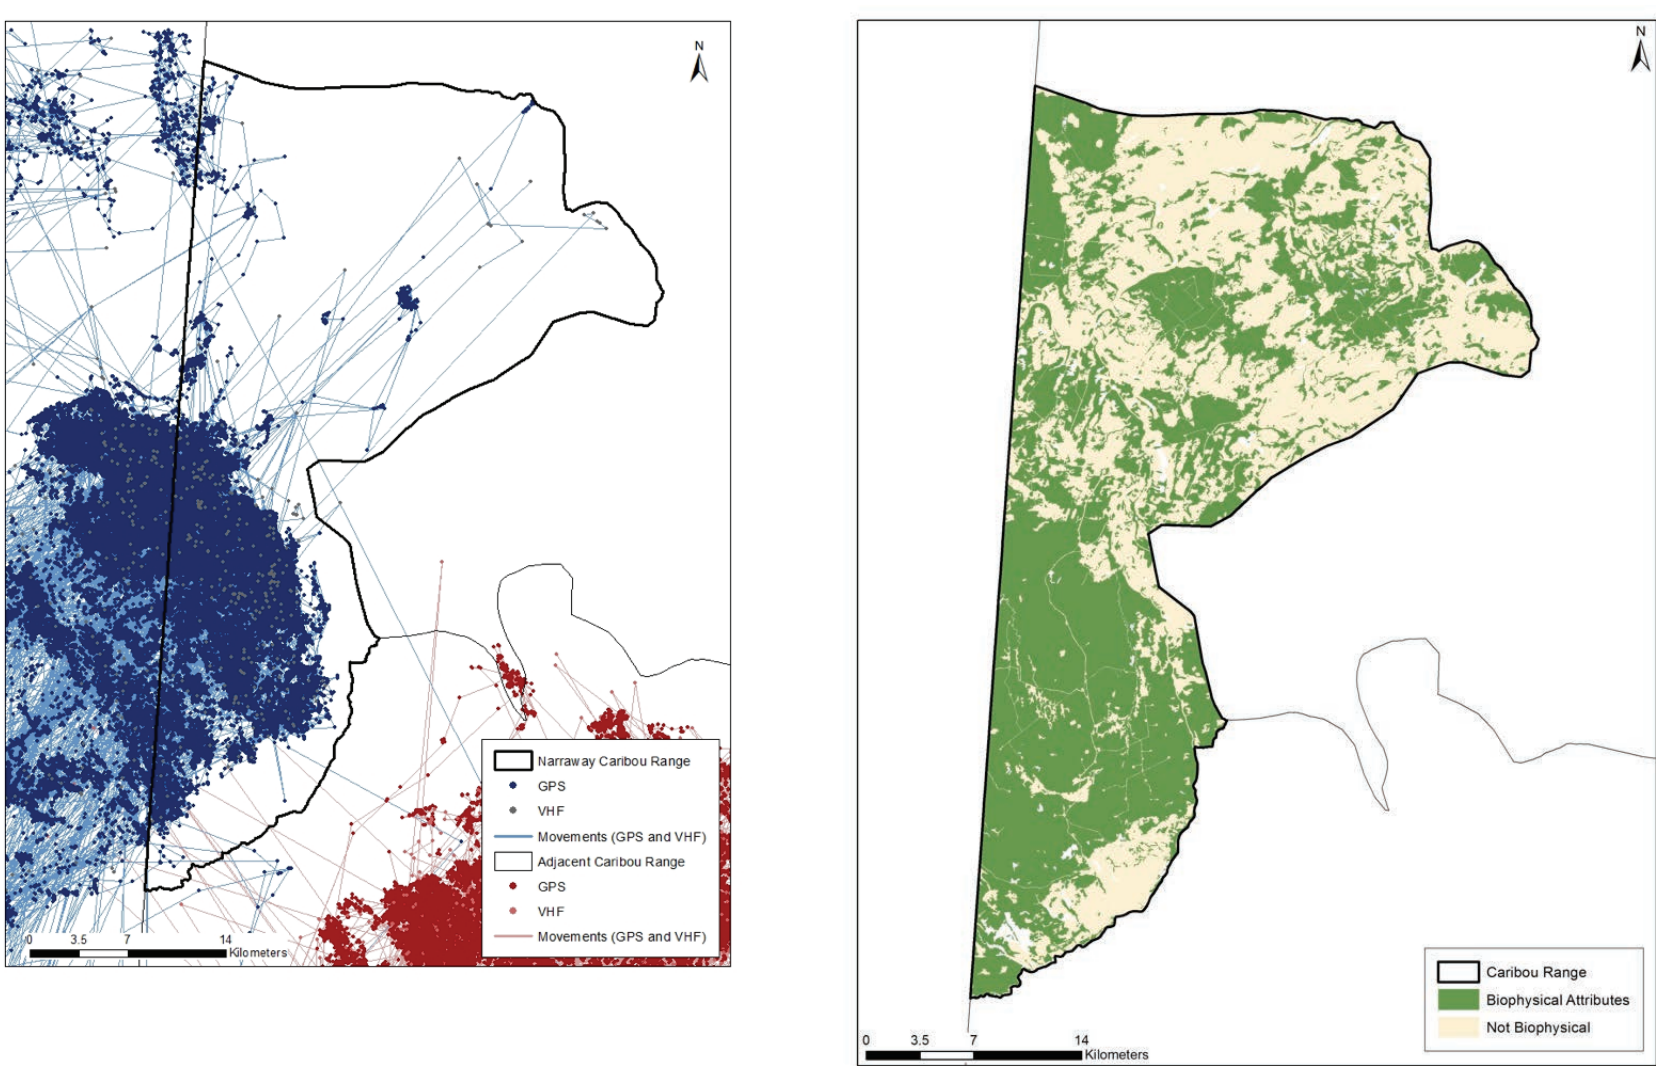 N
Narraway Caribou Range
GPS
VHF
Movements (GPS and VHF)
Adjacent Caribou Range
GPS
VHF
Movements (GPS and VHF)
0 3.5 7 14
Kilometers
N
Caribou Range
Biophysical Attributes
Not Biophysical
0 3.5 7 14
Kilometers